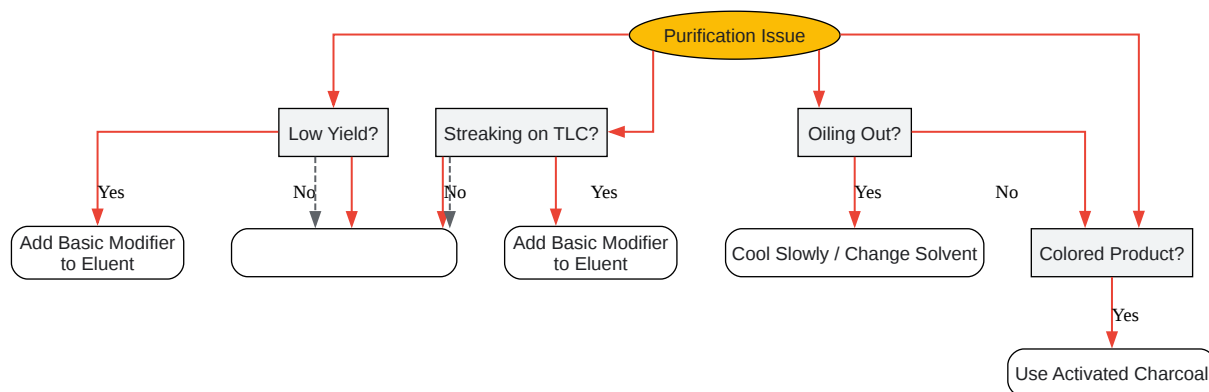 Purification Issue
Low Yield?
Streaking on TLC?
Oiling Out?
Yes
No
No
Yes
Yes
No
Add Basic Modifier
to Eluent
Add Basic Modifier
to Eluent
Cool Slowly / Change Solvent
Colored Product?
Yes
Use Activated Charcoal